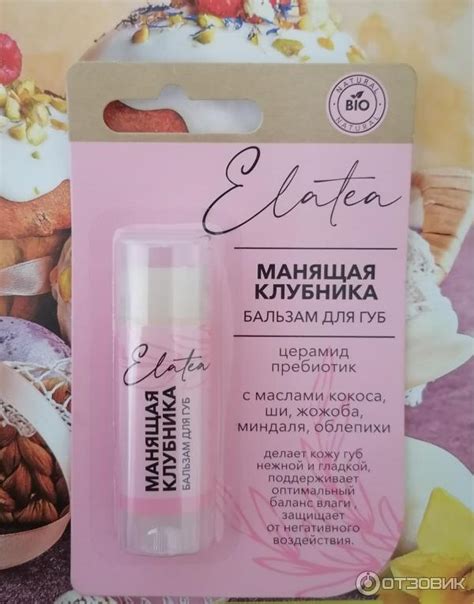 NATURAL
BIO
NATURAL
Elatea
МАНЯЩАЯ
КЛУБНИКА
БАЛЬЗАМ ДЛЯ ГУБ
церамид
пребиотик
с маслами кокоса,
ши, жожоба,
миндаля, облепихи
делает кожу губ
нежной и гладкой,
поддерживает
оптимальный
баланс влаги ,
защищает
от негативного
воздействия.
Elatea
МАНЯЩАЯ
КЛУБНИКА
БАЛЬЗАМ ДЛЯ ГУБ
ОТЗОВИК